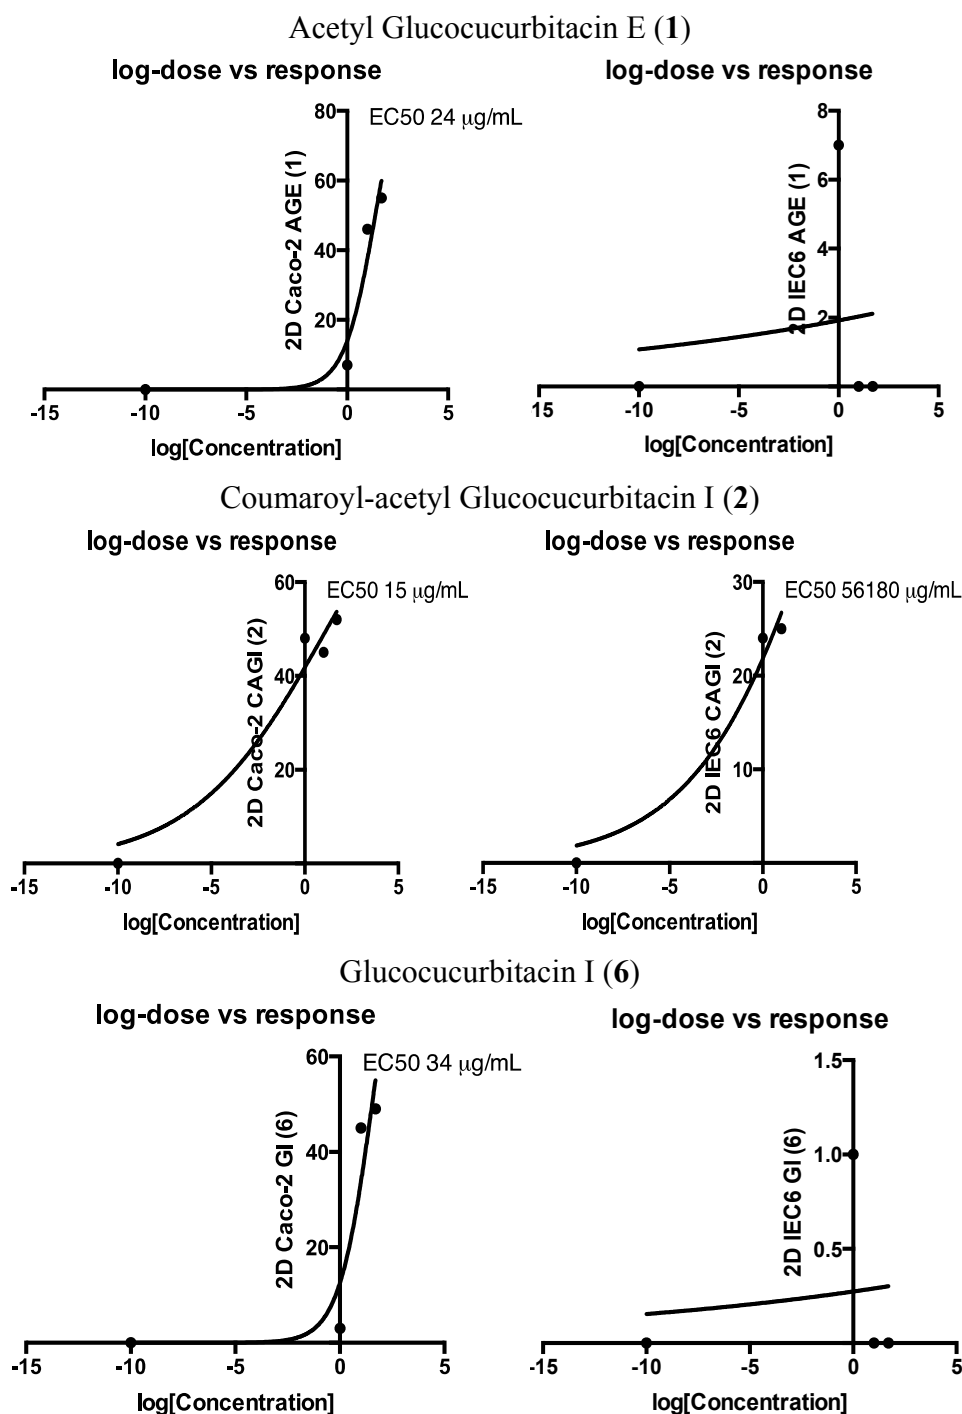 Acetyl Glucocucurbitacin E (1)
log-dose vs response
EC50 24 μg/mL
2D Caco-2 AGE (1)
80
60
40
20
-15 -10 -5 0 5
log[Concentration]
log-dose vs response
2D IEC6 AGE (1)
8
6
4
2
15 -10 -5 0 5
log[Concentration]
Coumaroyl-acetyl Glucocucurbitacin I (2)
log-dose vs response
EC50 15 μg/mL
2D Caco-2 CAGI (2)
60
40
20
-15 -10 -5 0 5
log[Concentration]
log-dose vs response
EC50 56180 μg/mL
2D IEC6 CAGI (2)
30
20
10
-15 -10 -5 0 5
log[Concentration]
Glucocucurbitacin I (6)
log-dose vs response
EC50 34 μg/mL
2D Caco-2 GI (6)
60
40
20
-15 -10 -5 0 5
log[Concentration]
log-dose vs response
2D IEC6 GI (6)
1.5
1.0
0.5
-15 -10 -5 0 5
log[Concentration]